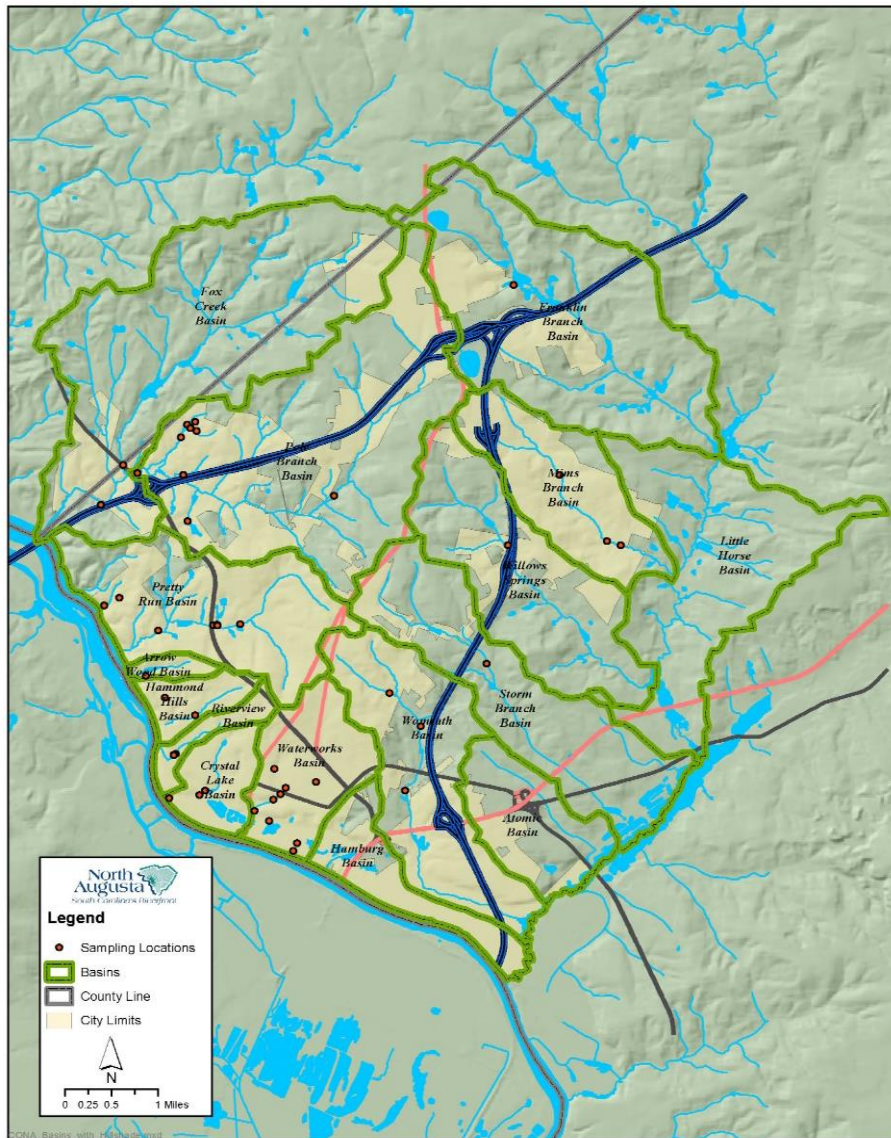 Fox
Creek
Basin
Franklin
Branch
Basin
Branch
Basin
Mims
Branch
Basin
Little
Horse
Basin
Willows
Springs
Basin
Pretty
Run Basin
Arrow
Wood Basin
Hammond
Hills
Basin
Riverview
Basin
Storm
Branch
Basin
Basin
Waterworks
Basin
Crystal
Lake
Basin
Atomic
Basin
Hamburg
Basin
North
Augusta
South Carolina's Riverfront
Legend
Sampling Locations
Basins
County Line
City Limits
N
0 0.25 0.5 1 Miles